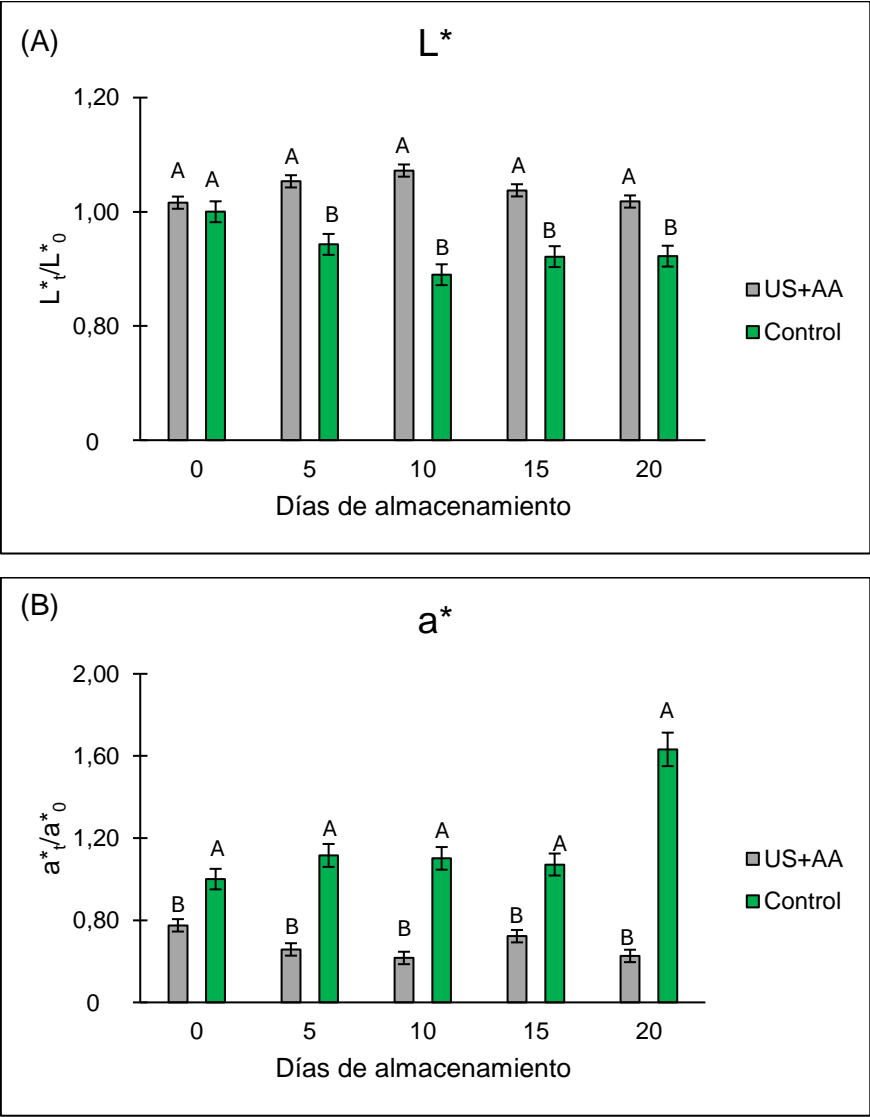 (A)
L*
1,20
1,00
0,80
0
L*t/L*0
A A A B A B A B A B
0 5 10 15 20
Días de almacenamiento
US+AA
Control
(B)
a*
2,00
1,60
1,20
0,80
0
a*t/a*0
B A B A B A B A B A
0 5 10 15 20
Días de almacenamiento
US+AA
Control